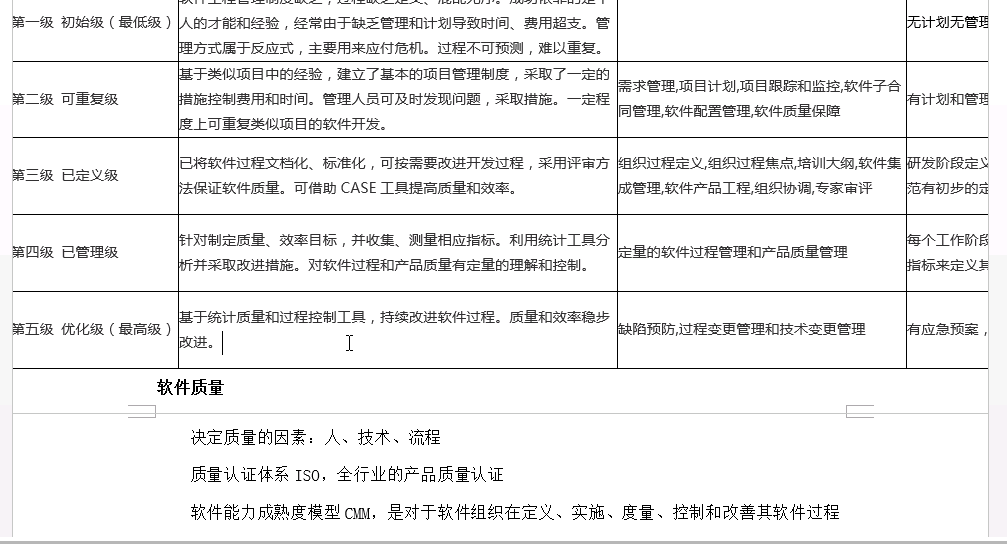 第一级 初始级（最低级）
人的才能和经验，经常由于缺乏管理和计划导致时间、费用超支。管
理方式属于反应式，主要用来应付危机。过程不可预测，难以重复。
无计划无管理
第二级 可重复级
基于类似项目中的经验，建立了基本的项目管理制度，采取了一定的
措施控制费用和时间。管理人员可及时发现问题，采取措施。一定程
度上可重复类似项目的软件开发。
需求管理,项目计划,项目跟踪和监控,软件子合
同管理,软件配置管理,软件质量保障
有计划和管理
第三级 已定义级
已将软件过程文档化、标准化，可按需要改进开发过程，采用评审方
法保证软件质量。可借助 CASE 工具提高质量和效率。
组织过程定义,组织过程焦点,培训大纲,软件集
成管理,软件产品工程,组织协调,专家审评
研发阶段定义
范有初步的定
第四级 已管理级
针对制定质量、效率目标，并收集、测量相应指标。利用统计工具分
析并采取改进措施。对软件过程和产品质量有定量的理解和控制。
定量的软件过程管理和产品质量管理
每个工作阶段
指标来定义其
第五级 优化级（最高级）
基于统计质量和过程控制工具，持续改进软件过程。质量和效率稳步
改进。
缺陷预防,过程变更管理和技术变更管理
有应急预案，
软件质量
决定质量的因素：人、技术、流程
质量认证体系 ISO，全行业的产品质量认证
软件能力成熟度模型 CMM，是对于软件组织在定义、实施、度量、控制和改善其软件过程